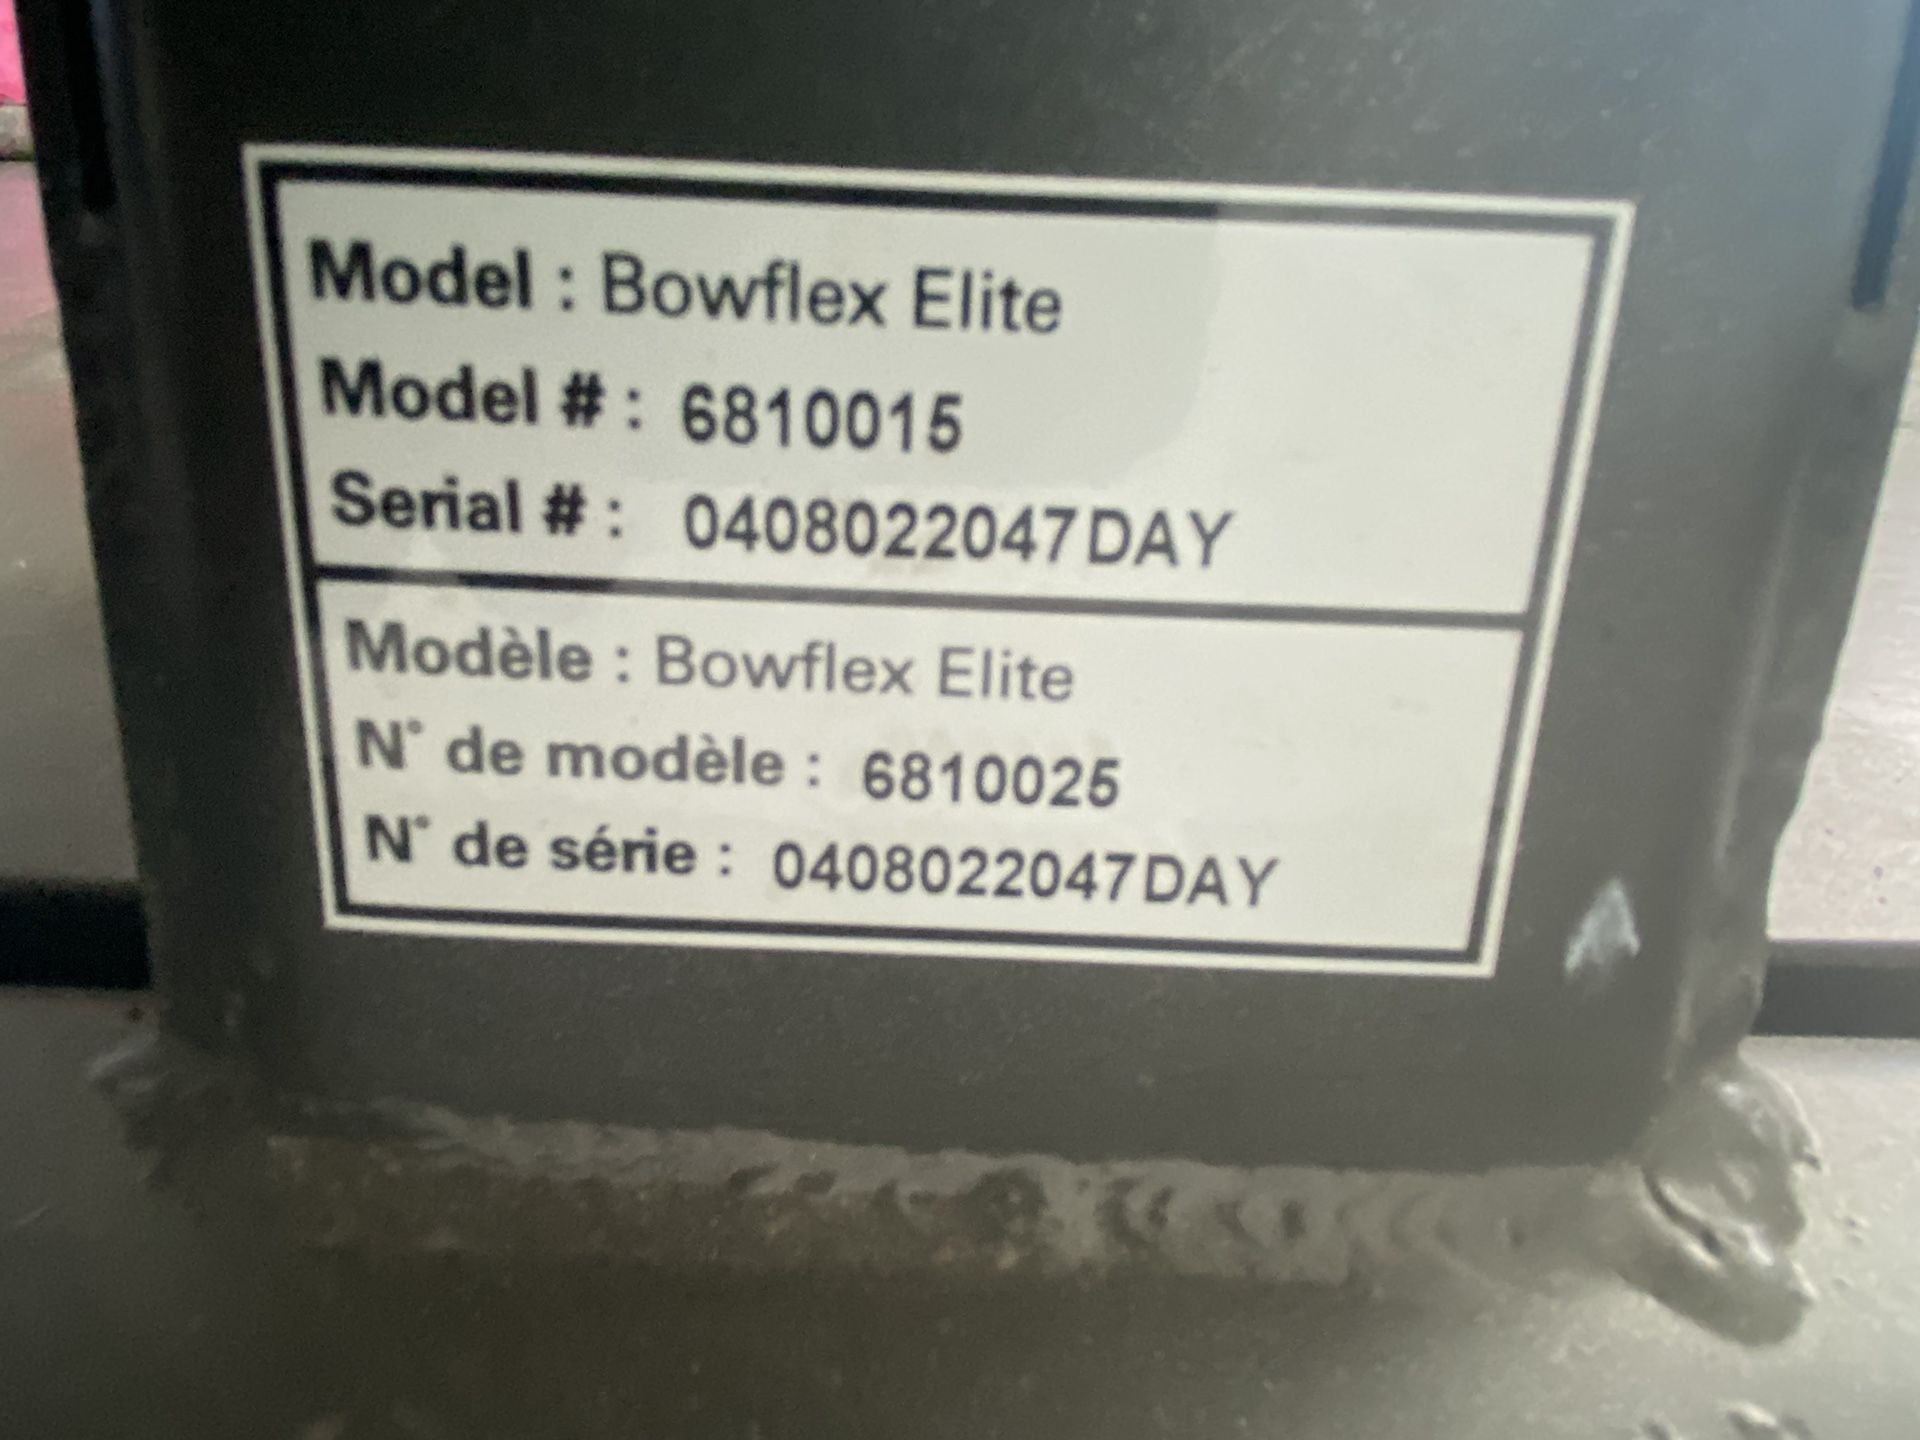 Model : Bowflex Elite
Model # : 6810015
Serial # : 0408022047DAY
Modèle : Bowflex Elite
N° de modèle : 6810025
N° de série : 0408022047DAY